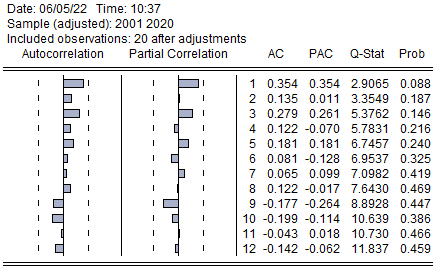 Date: 06/05/22 Time: 10:37
Sample (adjusted): 2001 2020
Included observations: 20 after adjustments
Autocorrelation Partial Correlation AC PAC Q-Stat Prob
1 0.354 0.354 2.9065 0.088
2 0.135 0.011 3.3549 0.187
3 0.279 0.261 5.3762 0.146
4 0.122 -0.070 5.7831 0.216
5 0.181 0.181 6.7457 0.240
6 0.081 -0.128 6.9537 0.325
7 0.065 0.099 7.0982 0.419
8 0.122 -0.017 7.6430 0.469
9 -0.177 -0.264 8.8928 0.447
10 -0.199 -0.114 10.639 0.386
11 -0.043 0.018 10.730 0.466
12 -0.142 -0.062 11.837 0.459